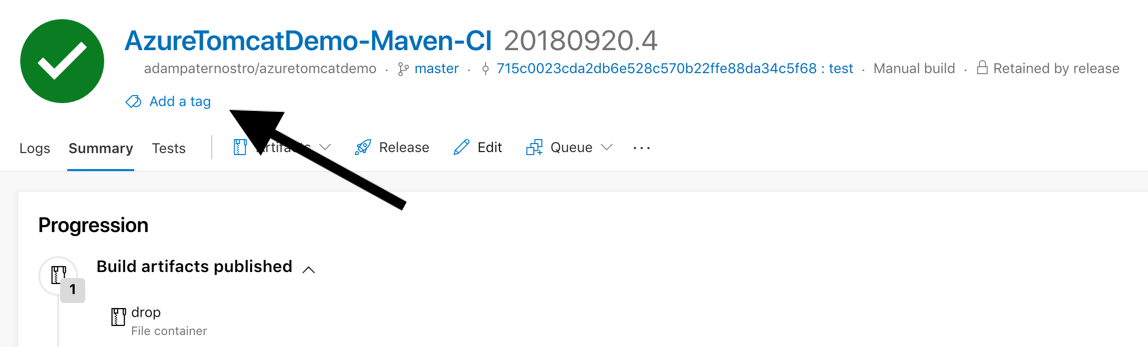 AzureTomcatDemo-Maven-CI 20180920.4
adampaternostro/azuretomcatdemo · master · 715c0023cda2db6e528c570b22ffe88da34c5f68 : test · Manual build · Retained by release
Add a tag
Logs Summary Tests Artifacts Release Edit Queue ...
Progression
Build artifacts published
1
drop
File container